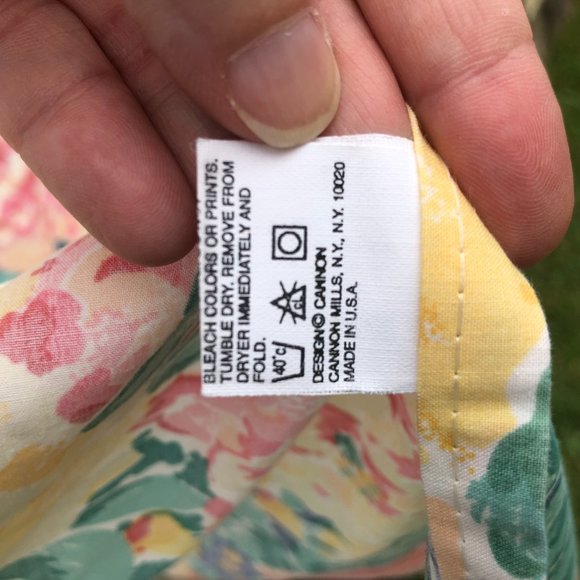 BLEACH COLORS OR PRINTS.
TUMBLE DRY. REMOVE FROM
DRYER IMMEDIATELY AND
FOLD.
40°C CL
DESIGN© CANNON
CANNON MILLS, N.Y., N.Y. 10020
MADE IN U.S.A.